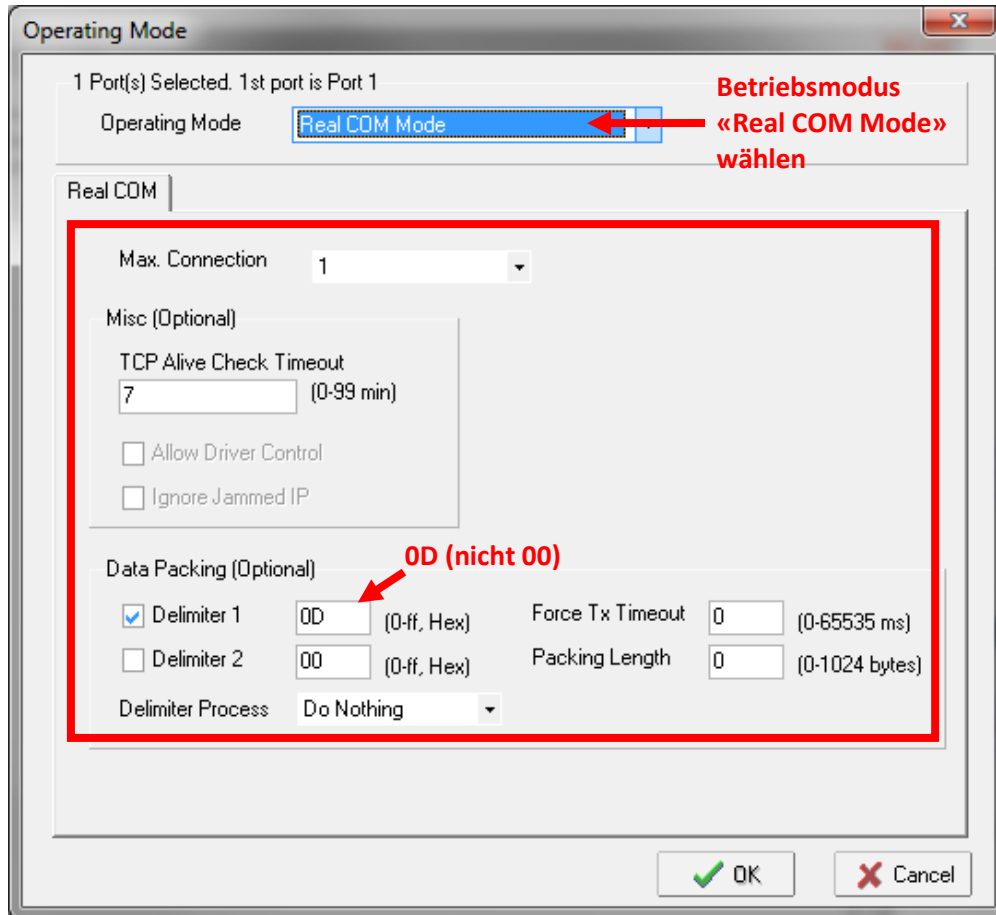 Operating Mode
1 Port(s) Selected. 1st port is Port 1
Operating Mode
Real COM Mode
Betriebsmodus
«Real COM Mode»
wählen
Real COM
Max. Connection 1
Misc (Optional)
TCP Alive Check Timeout
7 (0-99 min)
Allow Driver Control
Ignore Jammed IP
0D (nicht 00)
Data Packing (Optional)
Delimiter 1 0D (0-ff, Hex) Force Tx Timeout 0 (0-65535 ms)
Delimiter 2 00 (0-ff, Hex) Packing Length 0 (0-1024 bytes)
Delimiter Process Do Nothing
OK Cancel